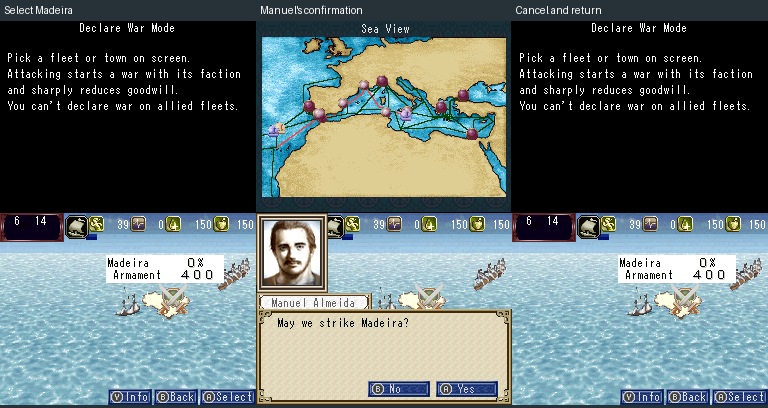 Select Madeira
Declare War Mode
Pick a fleet or town on screen.
Attacking starts a war with its faction
and sharply reduces goodwill.
You can't declare war on allied fleets.
6 14
39 0 150 150
Madeira 0%
Armament 400
Ⓨ Info Ⓑ Back Ⓐ Select
Manuel's confirmation
Sea View
39 0 150 150
Manuel Almeida
May we strike Madeira?
Ⓑ No Ⓐ Yes
Cancel and return
Declare War Mode
Pick a fleet or town on screen.
Attacking starts a war with its faction
and sharply reduces goodwill.
You can't declare war on allied fleets.
6 14
39 0 150 150
Madeira 0%
Armament 400
Ⓨ Info Ⓑ Back Ⓐ Select